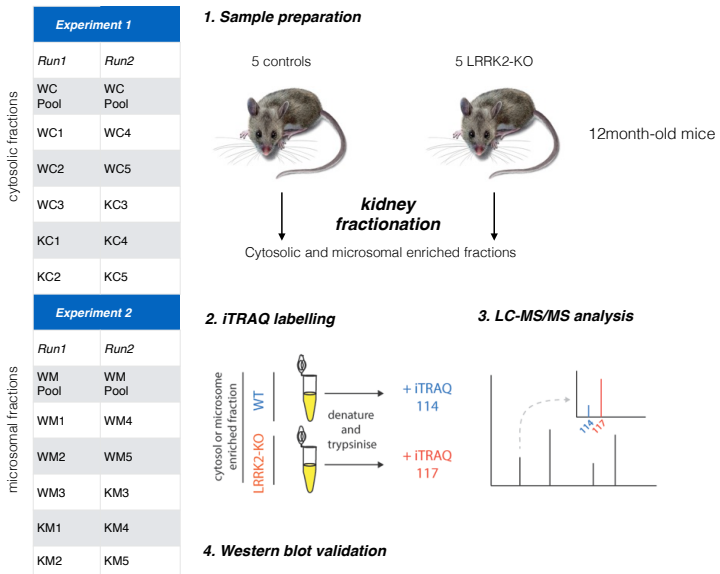 Experiment 1
Run1 Run2
WC WC
Pool Pool
WC1 WC4
WC2 WC5
WC3 KC3
KC1 KC4
KC2 KC5
cytosolic fractions
Experiment 2
Run1 Run2
WM WM
Pool Pool
WM1 WM4
WM2 WM5
WM3 KM3
KM1 KM4
KM2 KM5
microsomal fractions
1. Sample preparation
5 controls
5 LRRK2-KO
12month-old mice
kidney
fractionation
Cytosolic and microsomal enriched fractions
2. iTRAQ labelling
cytosol or microsome
enriched fraction
WT
LRRK2-KO
denature
and
trypsinise
+ iTRAQ
114
+ iTRAQ
117
3. LC-MS/MS analysis
114
117
4. Western blot validation